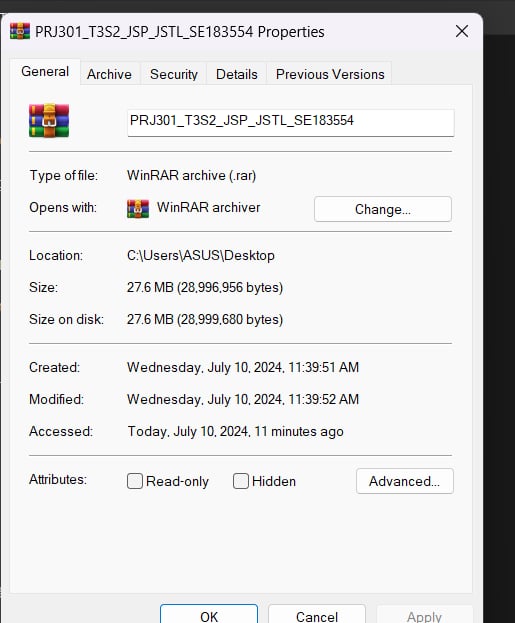 PRJ301_T3S2_JSP_JSTL_SE183554 Properties
General Archive Security Details Previous Versions
PRJ301_T3S2_JSP_JSTL_SE183554
Type of file: WinRAR archive (.rar)
Opens with: WinRAR archiver Change...
Location: C:\Users\ASUS\Desktop
Size: 27.6 MB (28,996,956 bytes)
Size on disk: 27.6 MB (28,999,680 bytes)
Created: Wednesday, July 10, 2024, 11:39:51 AM
Modified: Wednesday, July 10, 2024, 11:39:52 AM
Accessed: Today, July 10, 2024, 11 minutes ago
Attributes: Read-only Hidden Advanced...
OK Cancel Apply